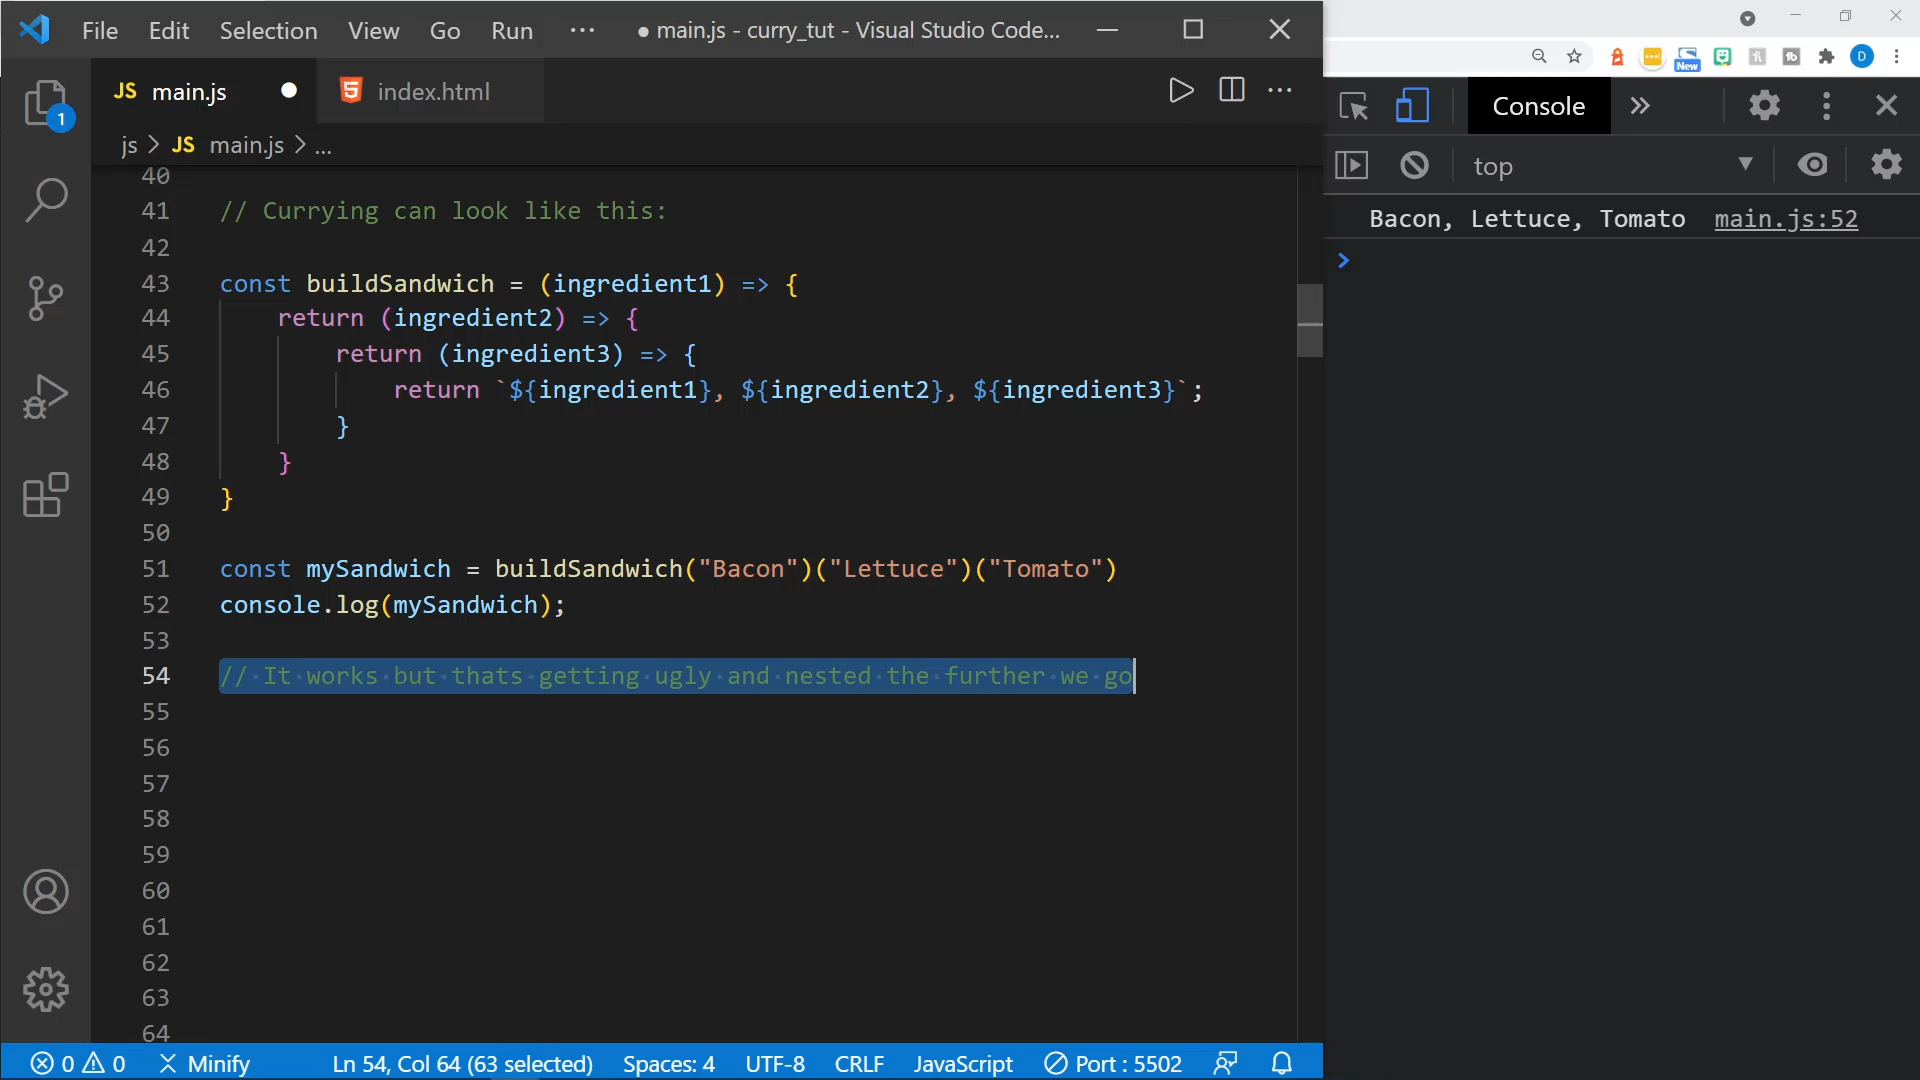 File Edit Selection View Go Run ··· ● main.js - curry_tut - Visual Studio Code...
JS main.js ● index.html
js > JS main.js > ...
40
41 // Currying can look like this:
42
43 const buildSandwich = (ingredient1) => {
44 return (ingredient2) => {
45 return (ingredient3) => {
46 return `${ingredient1}, ${ingredient2}, ${ingredient3}`;
47 }
48 }
49 }
50
51 const mySandwich = buildSandwich("Bacon")("Lettuce")("Tomato")
52 console.log(mySandwich);
53
54 // It works but thats getting ugly and nested the further we go
55
56
57
58
59
60
61
62
63
64
1
0 0 Minify Ln 54, Col 64 (63 selected) Spaces: 4 UTF-8 CRLF JavaScript Port : 5502
New D
Console
top
Bacon, Lettuce, Tomato main.js:52